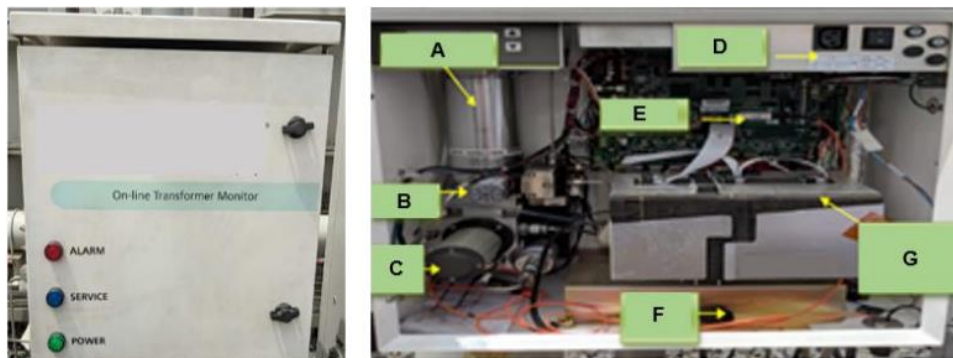 On-line Transformer Monitor
ALARM
SERVICE
POWER
A
B
C
D
E
F
G